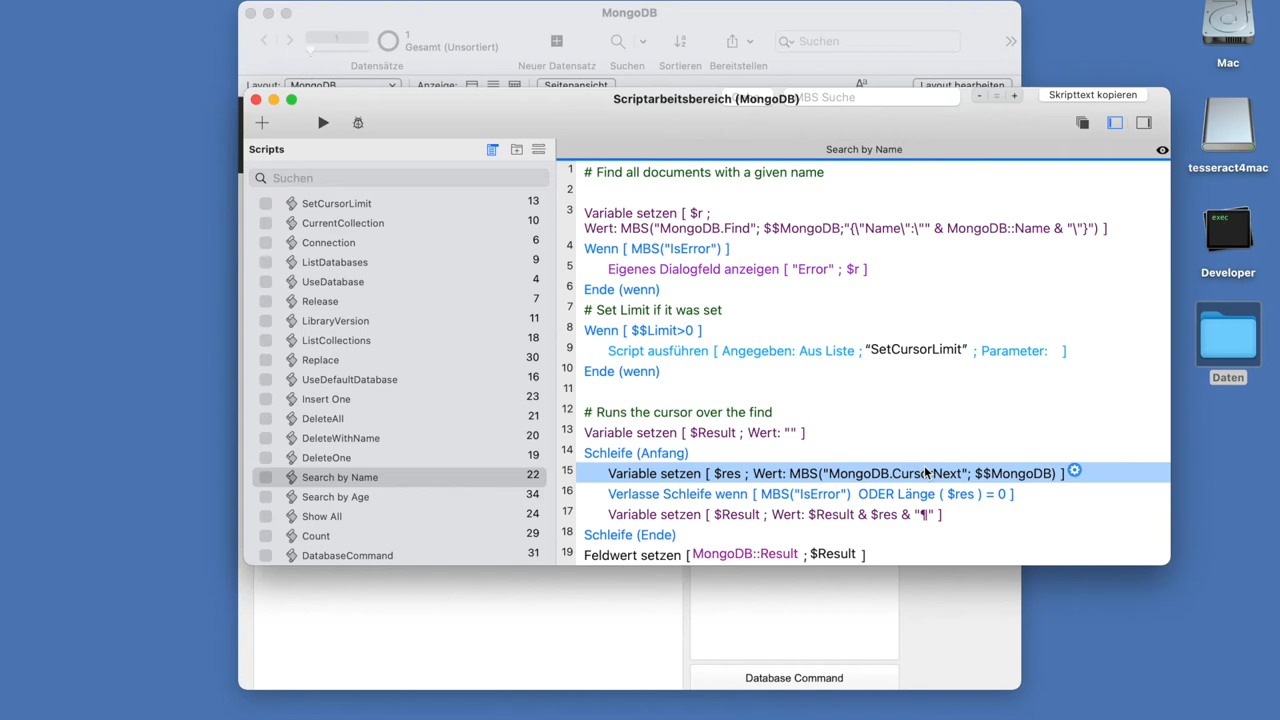 MongoDB
1
1
Gesamt (Unsortiert)
Suchen
Datensätze
Neuer Datensatz
Suchen
Sortieren
Bereitstellen
Layout: MongoDB
Anzeige:
Seitenansicht
Aa
Layout bearbeiten
Scriptarbeitsbereich (MongoDB)
MBS Suche
- = +
Skripttext kopieren
Scripts
Search by Name
Suchen
SetCursorLimit 13
CurrentCollection 10
Connection 6
ListDatabases 9
UseDatabase 4
Release 7
LibraryVersion 11
ListCollections 18
Replace 30
UseDefaultDatabase 16
Insert One 23
DeleteAll 21
DeleteWithName 20
DeleteOne 19
Search by Name 22
Search by Age 34
Show All 24
Count 29
DatabaseCommand 31
1 # Find all documents with a given name
2
3 Variable setzen [ $r ;
Wert: MBS("MongoDB.Find"; $$MongoDB;"{\"Name\":\"" & MongoDB::Name & "\"}") ]
4 Wenn [ MBS("IsError") ]
5 Eigenes Dialogfeld anzeigen [ "Error" ; $r ]
6 Ende (wenn)
7 # Set Limit if it was set
8 Wenn [ $$Limit>0 ]
9 Script ausführen [ Angegeben: Aus Liste ; “SetCursorLimit” ; Parameter: ]
10 Ende (wenn)
11
12 # Runs the cursor over the find
13 Variable setzen [ $Result ; Wert: "" ]
14 Schleife (Anfang)
15 Variable setzen [ $res ; Wert: MBS("MongoDB.CursorNext"; $$MongoDB) ]
16 Verlasse Schleife wenn [ MBS("IsError") ODER Länge ( $res ) = 0 ]
17 Variable setzen [ $Result ; Wert: $Result & $res & "¶" ]
18 Schleife (Ende)
19 Feldwert setzen [ MongoDB::Result ; $Result ]
Database Command
Mac
tesseract4mac
exec
Developer
Daten